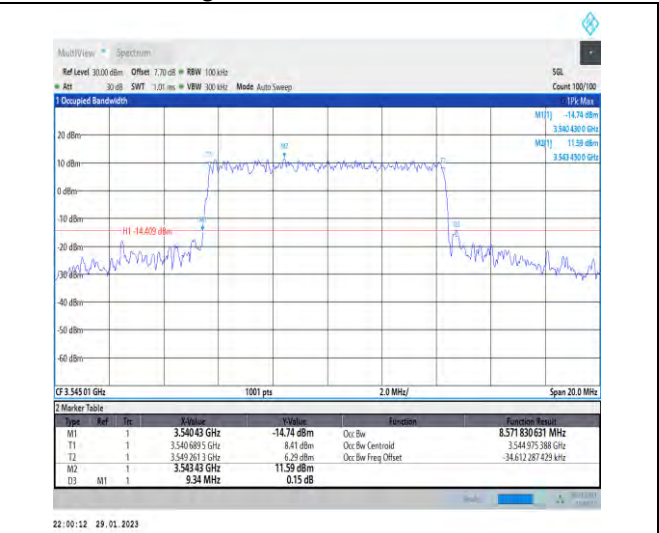 MultiView Spectrum
Ref Level 30.00 dBm Offset 7.70 dB RBW 100 kHz SGL
Att 30 dB SWT 1.01 ms VBW 300 kHz Mode Auto Sweep Count 100/100
1 Occupied Bandwidth 1Pk Max
M1[1] -14.74 dBm
3.540 430 0 GHz
M2[1] 11.59 dBm
3.543 430 0 GHz
20 dBm
M2
10 dBm
0 dBm
-10 dBm
H1 -14.409 dBm
-20 dBm
-30 dBm
-40 dBm
-50 dBm
-60 dBm
CF 3.545 01 GHz 1001 pts 2.0 MHz/ Span 20.0 MHz
2 Marker Table
Type Ref Trc X-Value Y-Value Function Function Result
M1 1 3.540 43 GHz -14.74 dBm Occ Bw 8.571 830 631 MHz
T1 1 3.540 689 5 GHz 8.41 dBm Occ Bw Centroid 3.544 975 388 GHz
T2 1 3.549 261 3 GHz 6.29 dBm Occ Bw Freq Offset -34.612 287 429 kHz
M2 1 3.543 43 GHz 11.59 dBm
D3 M1 1 9.34 MHz 0.15 dB
22:00:12 29.01.2023